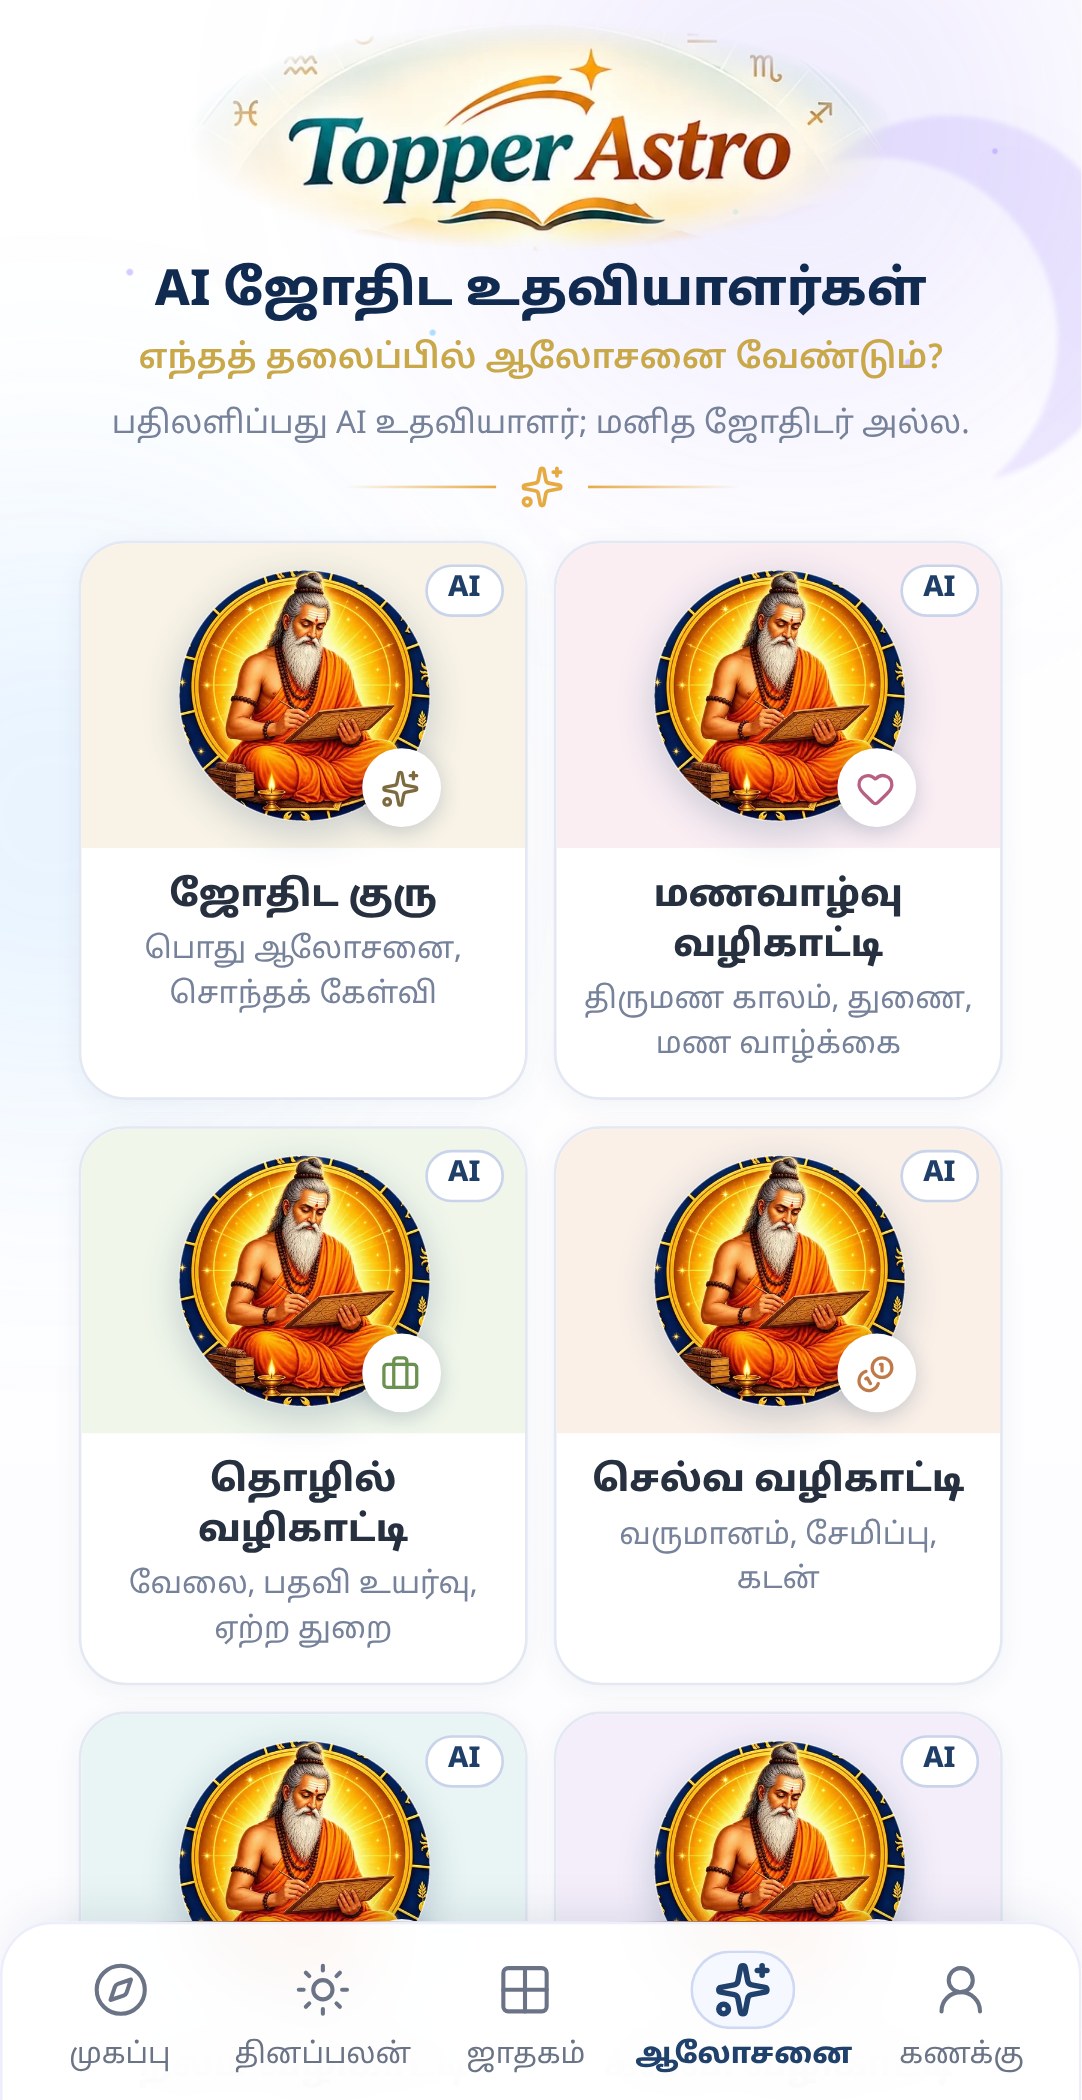 Topper Astro
AI ஜோதிட உதவியாளர்கள்
எந்தத் தலைப்பில் ஆலோசனை வேண்டும்?
பதிலளிப்பது AI உதவியாளர்; மனித ஜோதிடர் அல்ல.
AI
ஜோதிட குரு
பொது ஆலோசனை,
சொந்தக் கேள்வி
AI
மணவாழ்வு
வழிகாட்டி
திருமண காலம், துணை,
மண வாழ்க்கை
AI
தொழில்
வழிகாட்டி
வேலை, பதவி உயர்வு,
ஏற்ற துறை
AI
செல்வ வழிகாட்டி
வருமானம், சேமிப்பு,
கடன்
AI
AI
முகப்பு
தினப்பலன்
ஜாதகம்
ஆலோசனை
கணக்கு